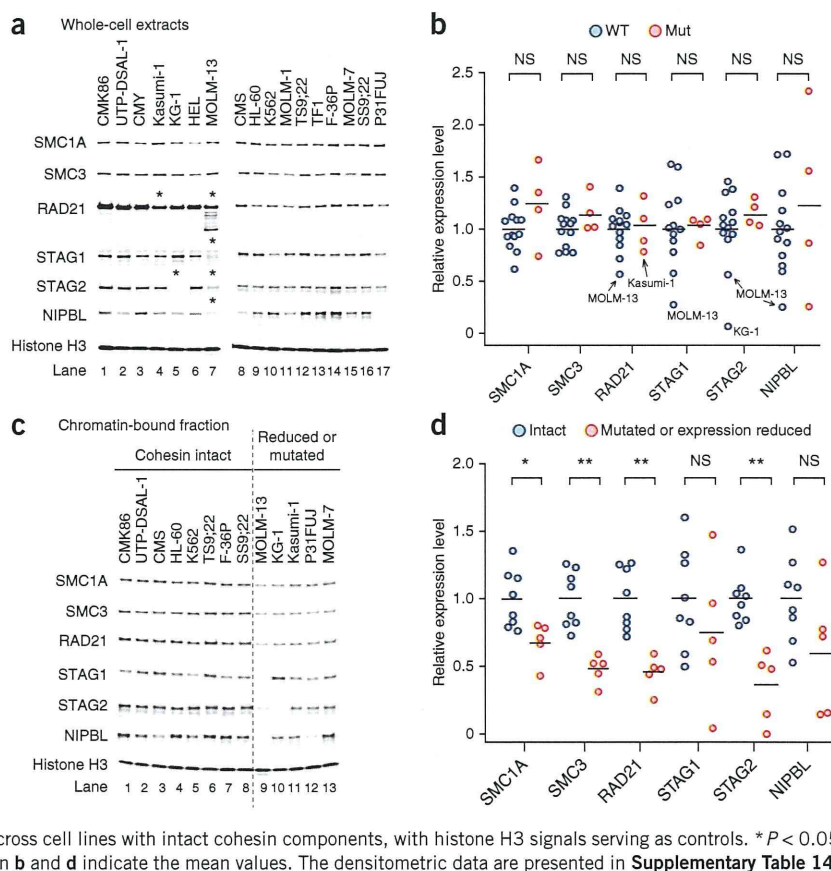 a
Whole-cell extracts
CMK86
UTP-DSAL-1
CMY
Kasumi-1
KG-1
HEL
MOLM-13
CMS
HL-60
K562
MOLM-1
TS9;22
TF1
F-36P
MOLM-7
SS9;22
P31FUJ
SMC1A
SMC3
* *
RAD21
*
STAG1
* *
STAG2
*
NIPBL
Histone H3
Lane 1 2 3 4 5 6 7 8 9 10 11 12 13 14 15 16 17
b
WT Mut
NS NS NS NS NS NS
Relative expression level
2.5
2.0
1.5
1.0
0.5
0
Kasumi-1
MOLM-13
MOLM-13
MOLM-13
KG-1
SMC1A
SMC3
RAD21
STAG1
STAG2
NIPBL
c
Chromatin-bound fraction
Cohesin intact
Reduced or
mutated
CMK86
UTP-DSAL-1
CMS
HL-60
K562
TS9;22
F-36P
SS9;22
MOLM-13
KG-1
Kasumi-1
P31FUJ
MOLM-7
SMC1A
SMC3
RAD21
STAG1
STAG2
NIPBL
Histone H3
Lane 1 2 3 4 5 6 7 8 9 10 11 12 13
d
Intact Mutated or expression reduced
* ** ** NS ** NS
Relative expression level
2.0
1.5
1.0
0.5
0
SMC1A
SMC3
RAD21
STAG1
STAG2
NIPBL
cross cell lines with intact cohesin components, with histone H3 signals serving as controls. *P < 0.05
n b and d indicate the mean values. The densitometric data are presented in Supplementary Table 14